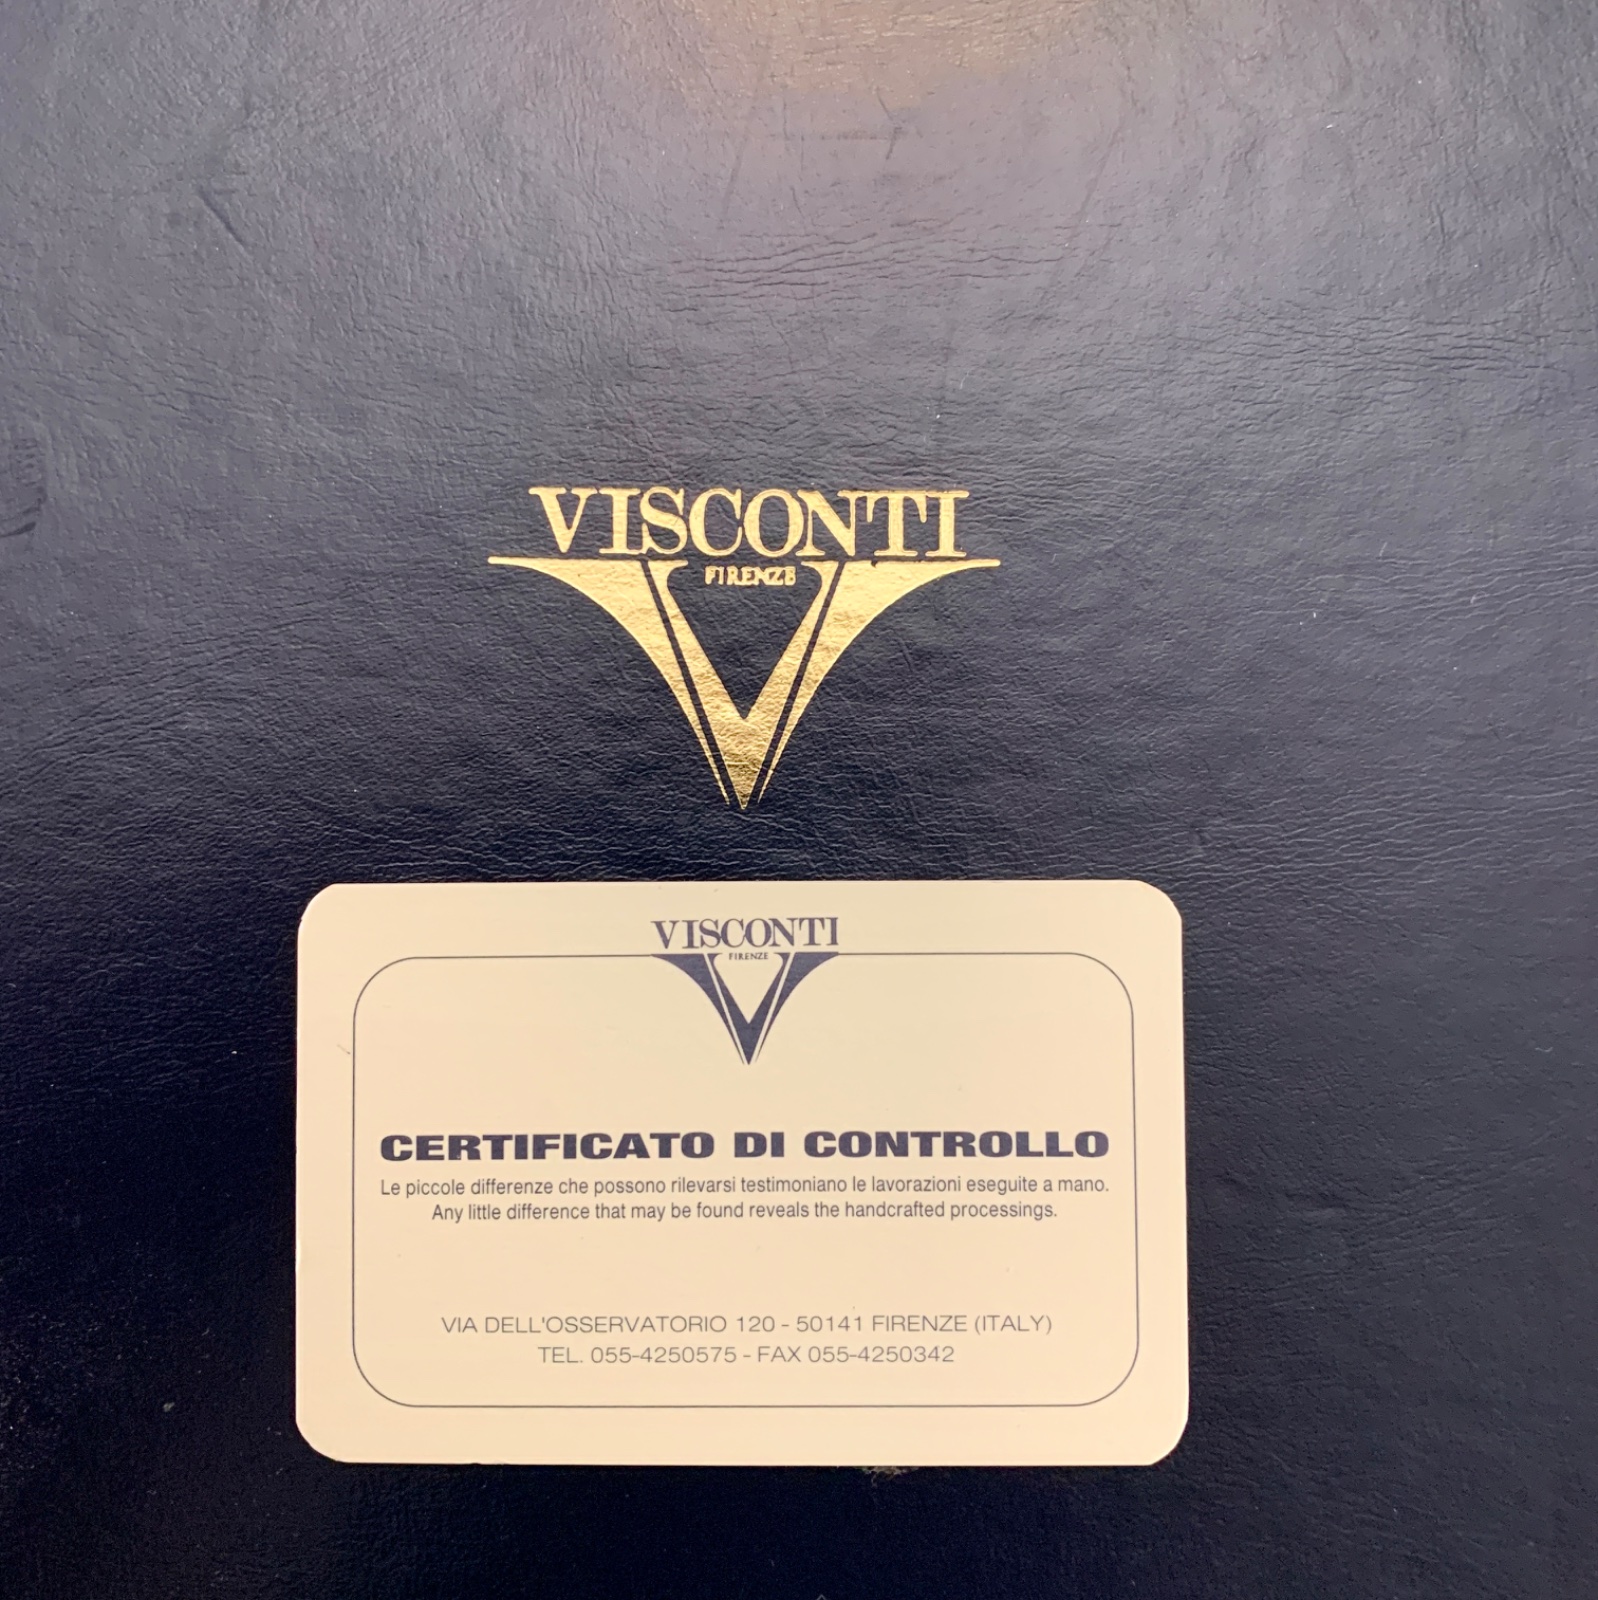 VISCONTI
FIRENZE
VISCONTI
FIRENZE
CERTIFICATO DI CONTROLLO
Le piccole differenze che possono rilevarsi testimoniano le lavorazioni eseguite a mano.
Any little difference that may be found reveals the handcrafted processings.
VIA DELL'OSSERVATORIO 120 - 50141 FIRENZE (ITALY)
TEL. 055-4250575 - FAX 055-4250342